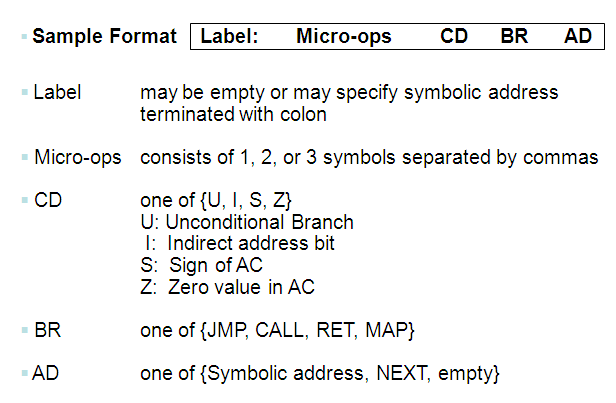 Sample Format Label: Micro-ops CD BR AD
Label may be empty or may specify symbolic address
terminated with colon
Micro-ops consists of 1, 2, or 3 symbols separated by commas
CD one of {U, I, S, Z}
U: Unconditional Branch
I: Indirect address bit
S: Sign of AC
Z: Zero value in AC
BR one of {JMP, CALL, RET, MAP}
AD one of {Symbolic address, NEXT, empty}